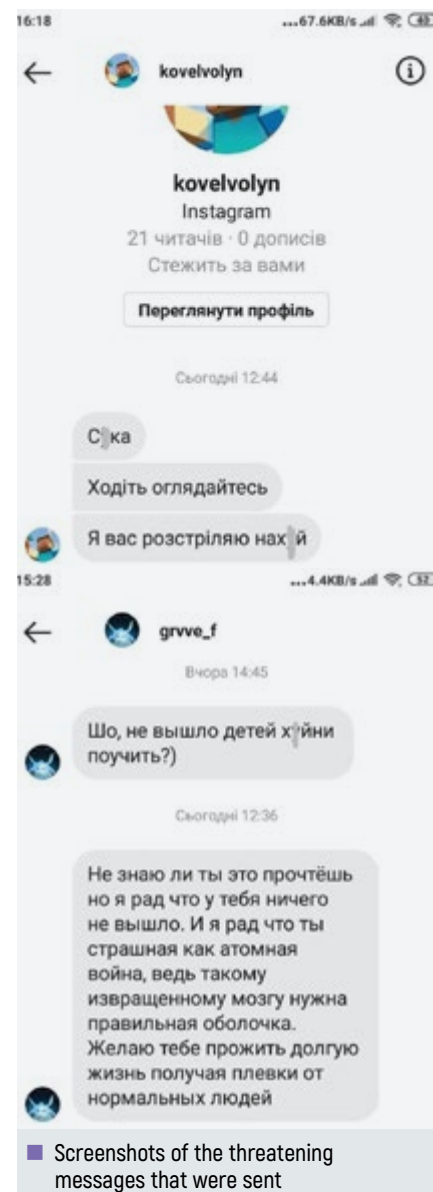 16:18 ...67.6KB/s
kovelvolyn
kovelvolyn
Instagram
21 читачів · 0 дописів
Стежить за вами
Переглянути профіль
Сьогодні 12:44
С ка
Ходіть оглядайтесь
Я вас розстріляю нах й
15:28 ...4.4KB/s
grvve_f
Вчора 14:45
Шо, не вышло детей х йни
поучить?)
Сьогодні 12:36
Не знаю ли ты это прочтёшь
но я рад что у тебя ничего
не вышло. И я рад что ты
страшная как атомная
война, ведь такому
извращенному мозгу нужна
правильная оболочка.
Желаю тебе прожить долгую
жизнь получая плевки от
нормальных людей
Screenshots of the threatening
messages that were sent